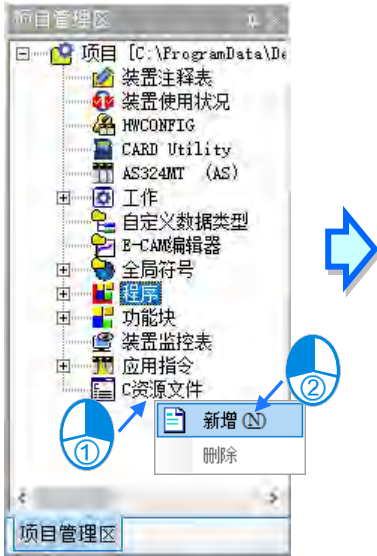 项目管理区
项目 [C:\ProgramData\De
装置注释表
装置使用状况
HWCONFIG
CARD Utility
AS324MT (AS)
工作
自定义数据类型
E-CAM编辑器
全局符号
程序
功能块
装置监控表
应用指令
C资源文件
②
新增(N)
①
删除
项目管理区